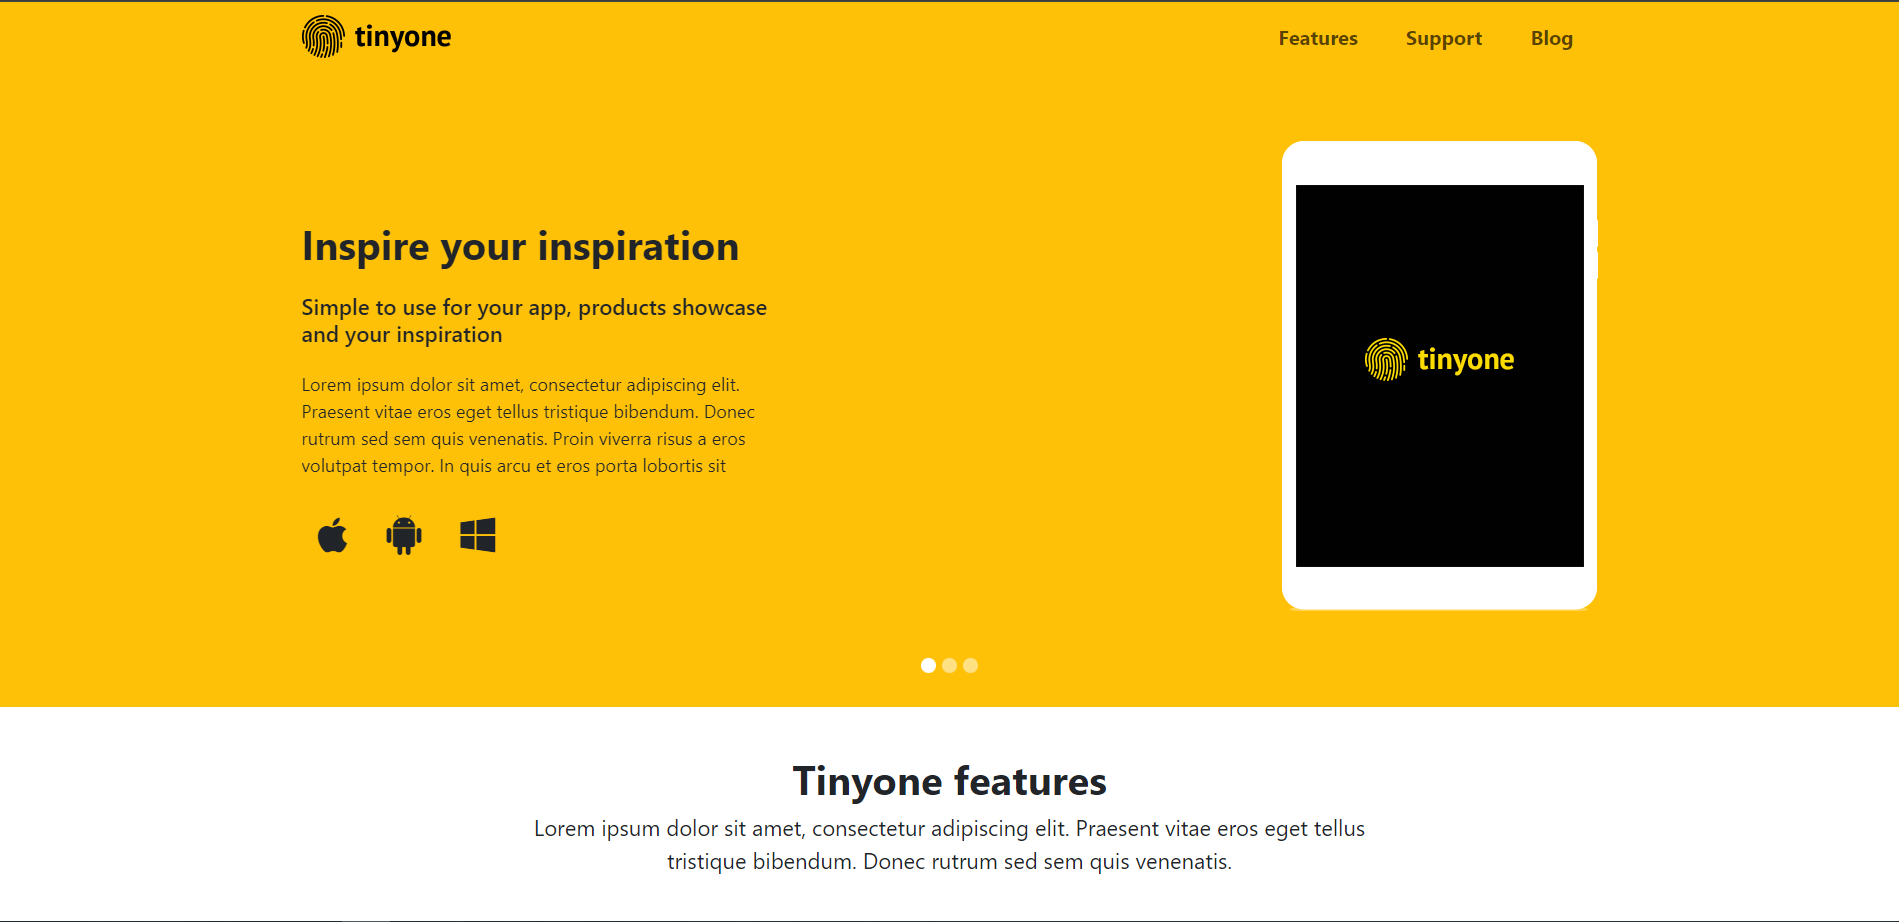 tinyone
Features
Support
Blog
Inspire your inspiration
Simple to use for your app, products showcase
and your inspiration
Lorem ipsum dolor sit amet, consectetur adipiscing elit.
Praesent vitae eros eget tellus tristique bibendum. Donec
rutrum sed sem quis venenatis. Proin viverra risus a eros
volutpat tempor. In quis arcu et eros porta lobortis sit
tinyone
Tinyone features
Lorem ipsum dolor sit amet, consectetur adipiscing elit. Praesent vitae eros eget tellus
tristique bibendum. Donec rutrum sed sem quis venenatis.